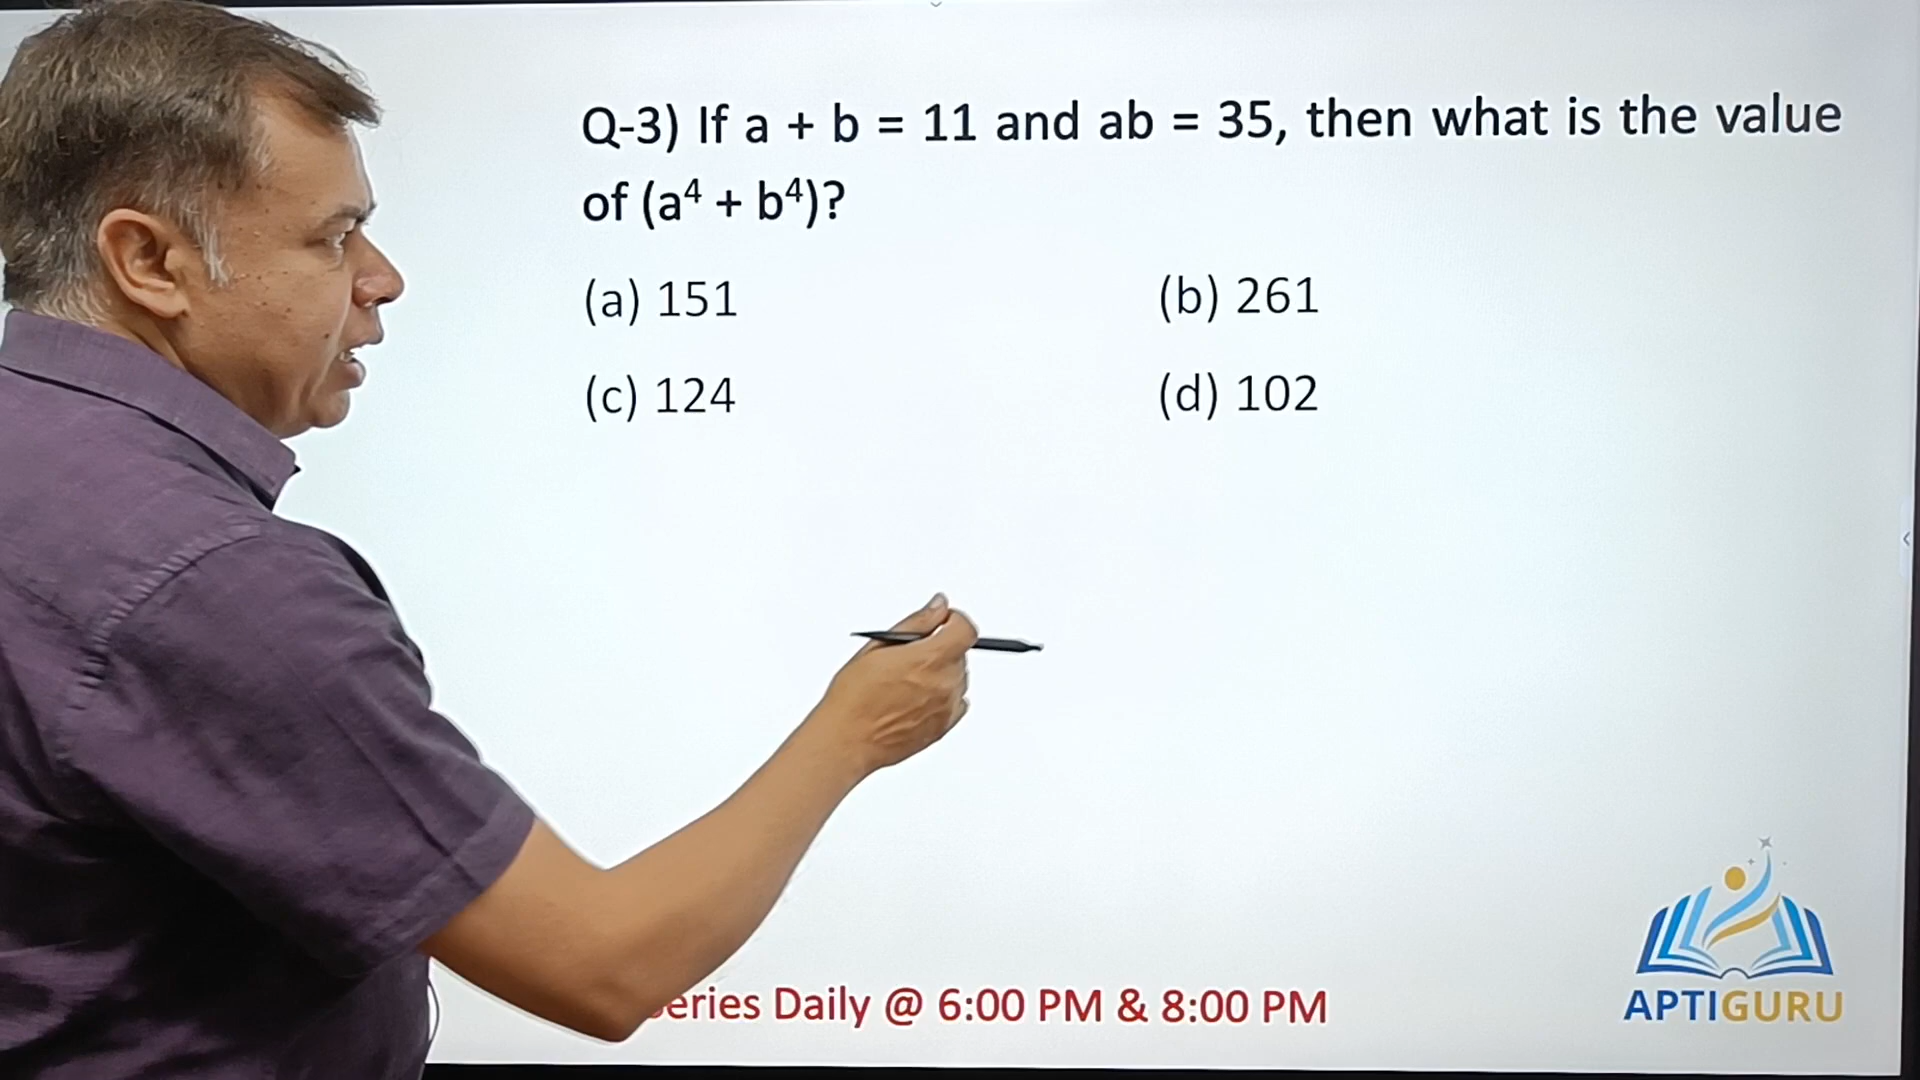 Q-3) If a + b = 11 and ab = 35, then what is the value
of (a⁴ + b⁴)?
(a) 151
(b) 261
(c) 124
(d) 102
Daily @ 6:00 PM & 8:00 PM
APTIGURU